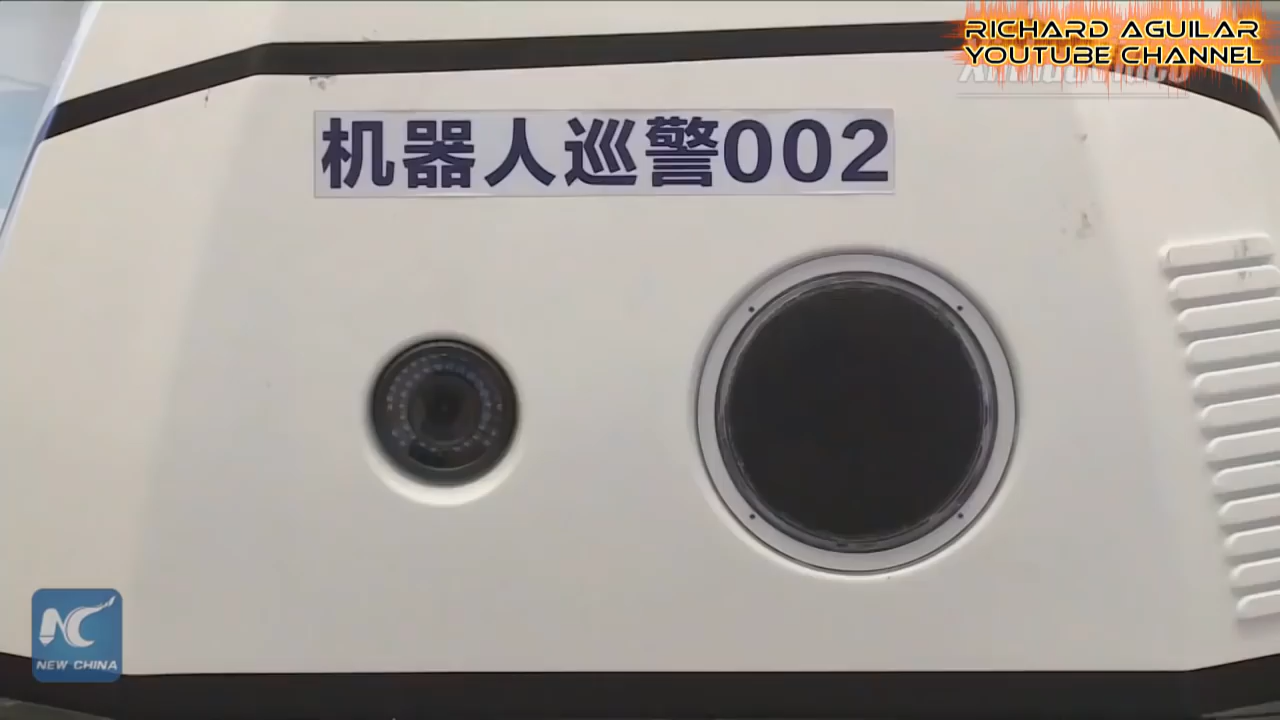 RICHARD AGUILAR
YOUTUBE CHANNEL
机器人巡警002
NEW CHINA